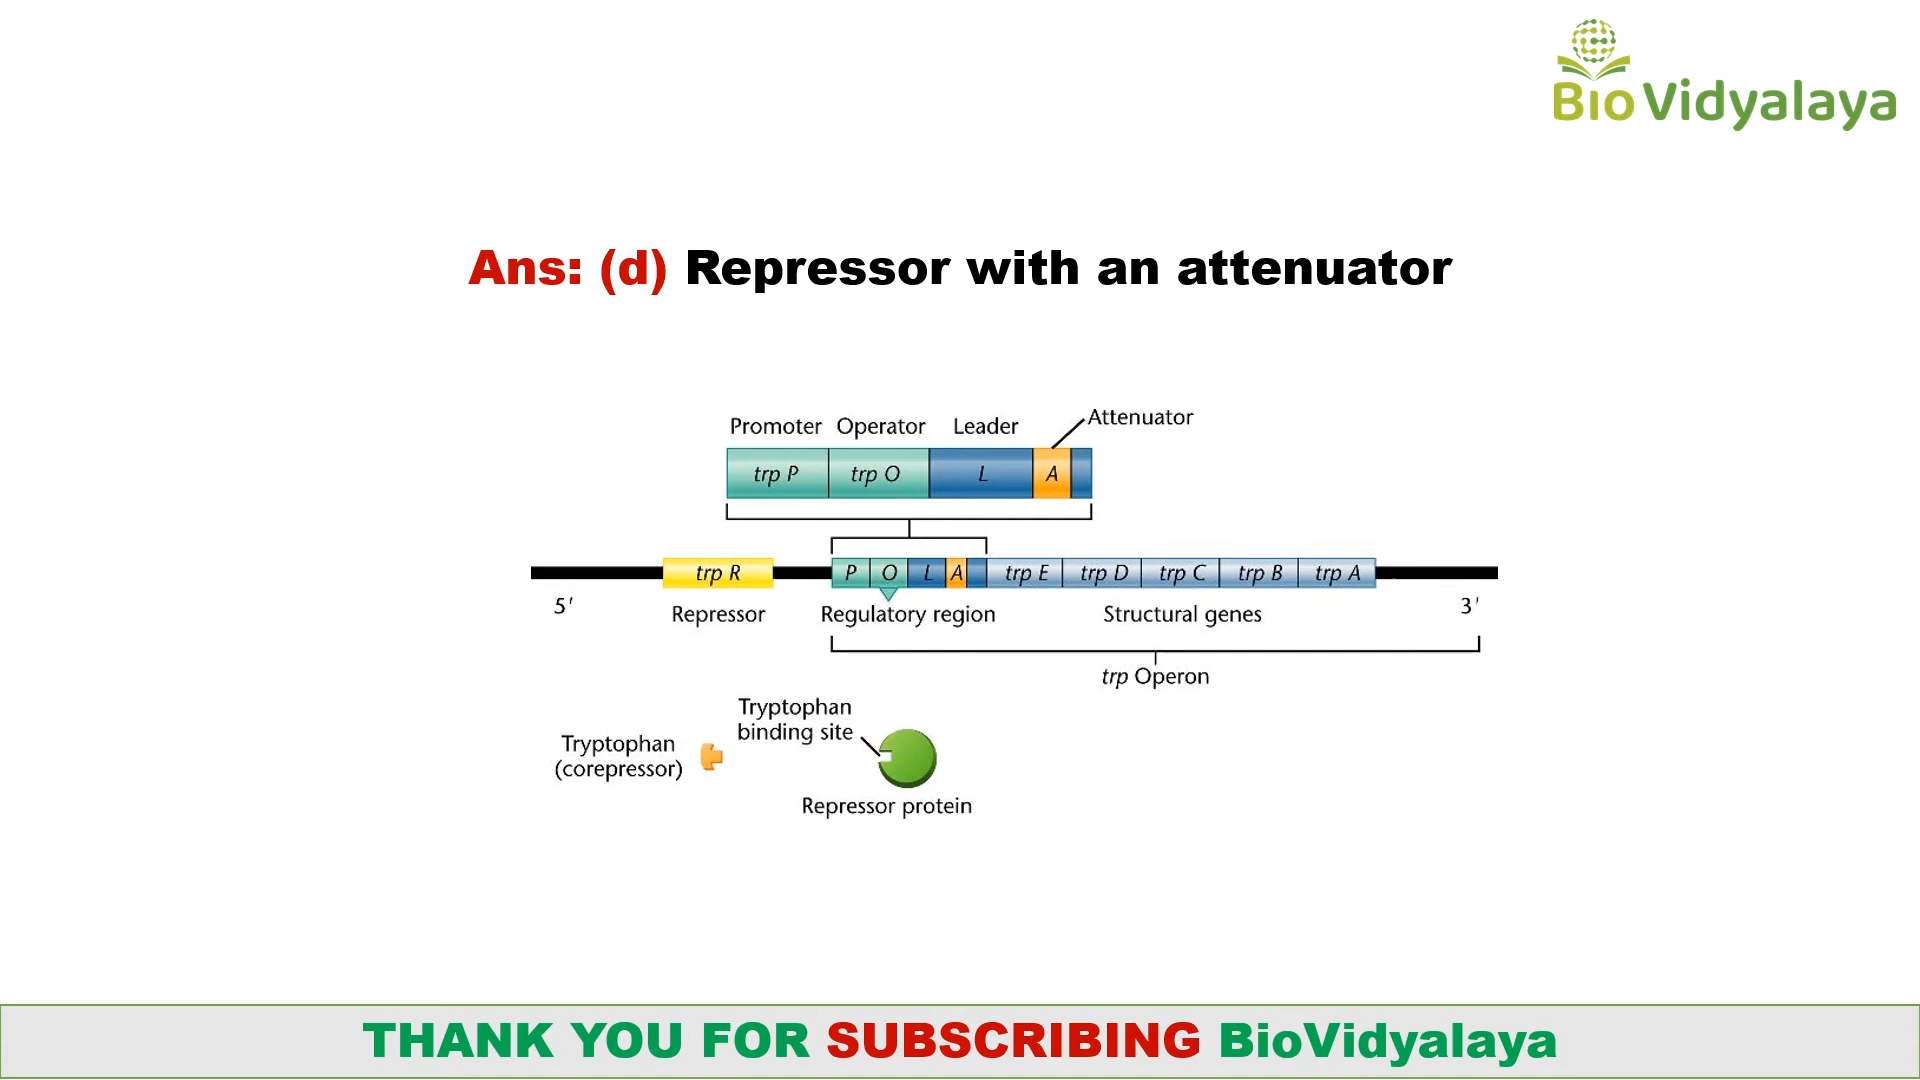 Bio Vidyalaya
Ans: (d) Repressor with an attenuator
Attenuator
Promoter Operator Leader
trp P trp O L A
trp R P O L A trp E trp D trp C trp B trp A
5′ 3′
Repressor Regulatory region Structural genes
trp Operon
Tryptophan
binding site
Tryptophan
(corepressor)
Repressor protein
THANK YOU FOR SUBSCRIBING BioVidyalaya